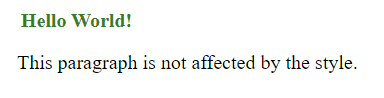 Hello World!
This paragraph is not affected by the style.